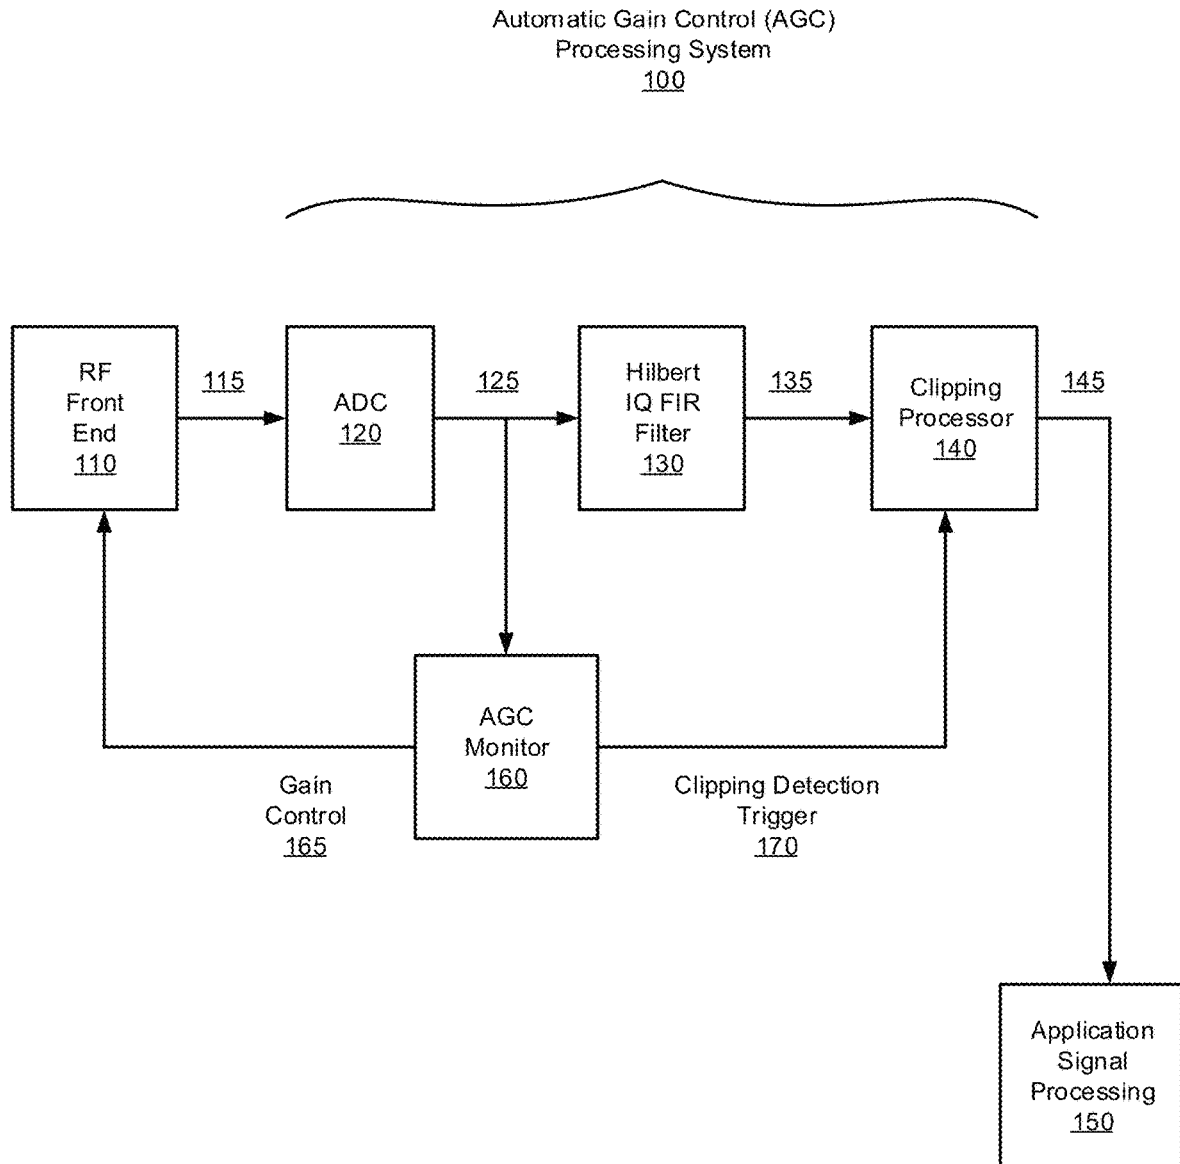 Automatic Gain Control (AGC)
Processing System
100
RF
Front
End
110
115
ADC
120
125
Hilbert
IQ FIR
Filter
130
135
Clipping
Processor
140
145
AGC
Monitor
160
Gain
Control
165
Clipping Detection
Trigger
170
Application
Signal
Processing
150